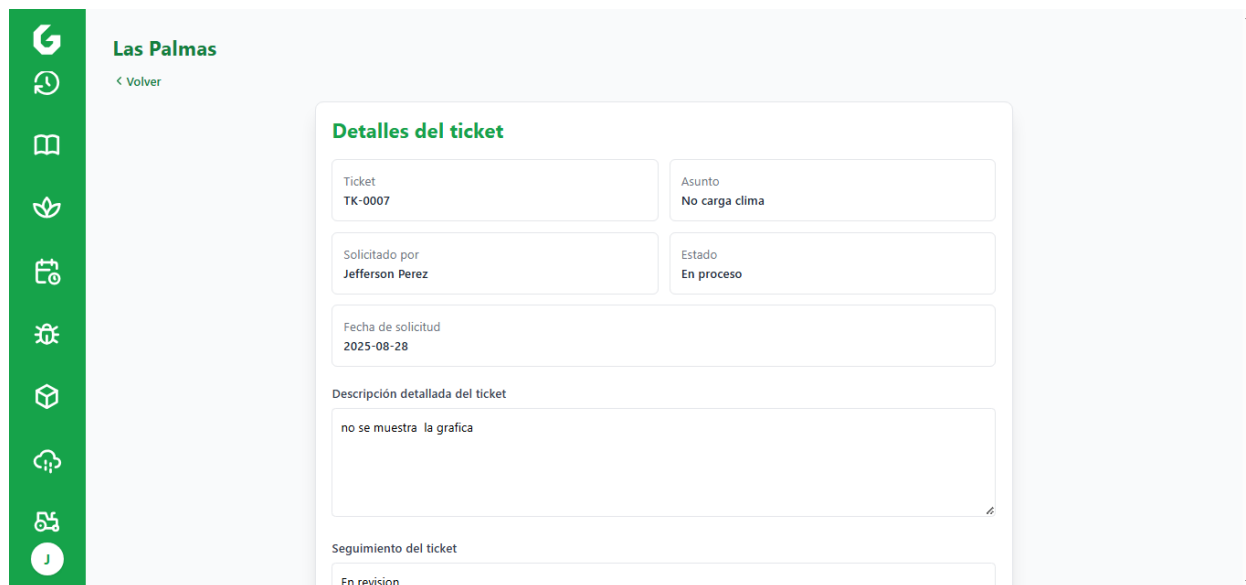 Las Palmas
Volver
Detalles del ticket
Ticket
TK-0007
Asunto
No carga clima
Solicitado por
Jefferson Perez
Estado
En proceso
Fecha de solicitud
2025-08-28
Descripción detallada del ticket
no se muestra  la grafica
Seguimiento del ticket
En revision
J